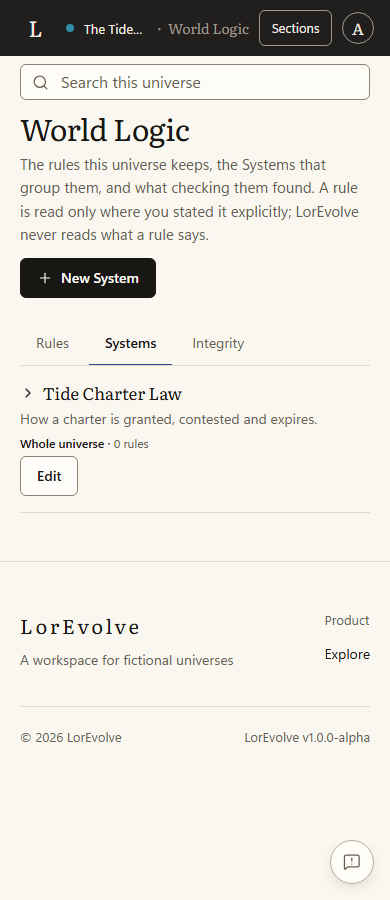 L
The Tide... · World Logic
Sections
A
Search this universe
World Logic
The rules this universe keeps, the Systems that
group them, and what checking them found. A rule
is read only where you stated it explicitly; LorEvolve
never reads what a rule says.
New System
Rules Systems Integrity
Tide Charter Law
How a charter is granted, contested and expires.
Whole universe · 0 rules
Edit
LorEvolve
A workspace for fictional universes
Product
Explore
© 2026 LorEvolve
LorEvolve v1.0.0-alpha